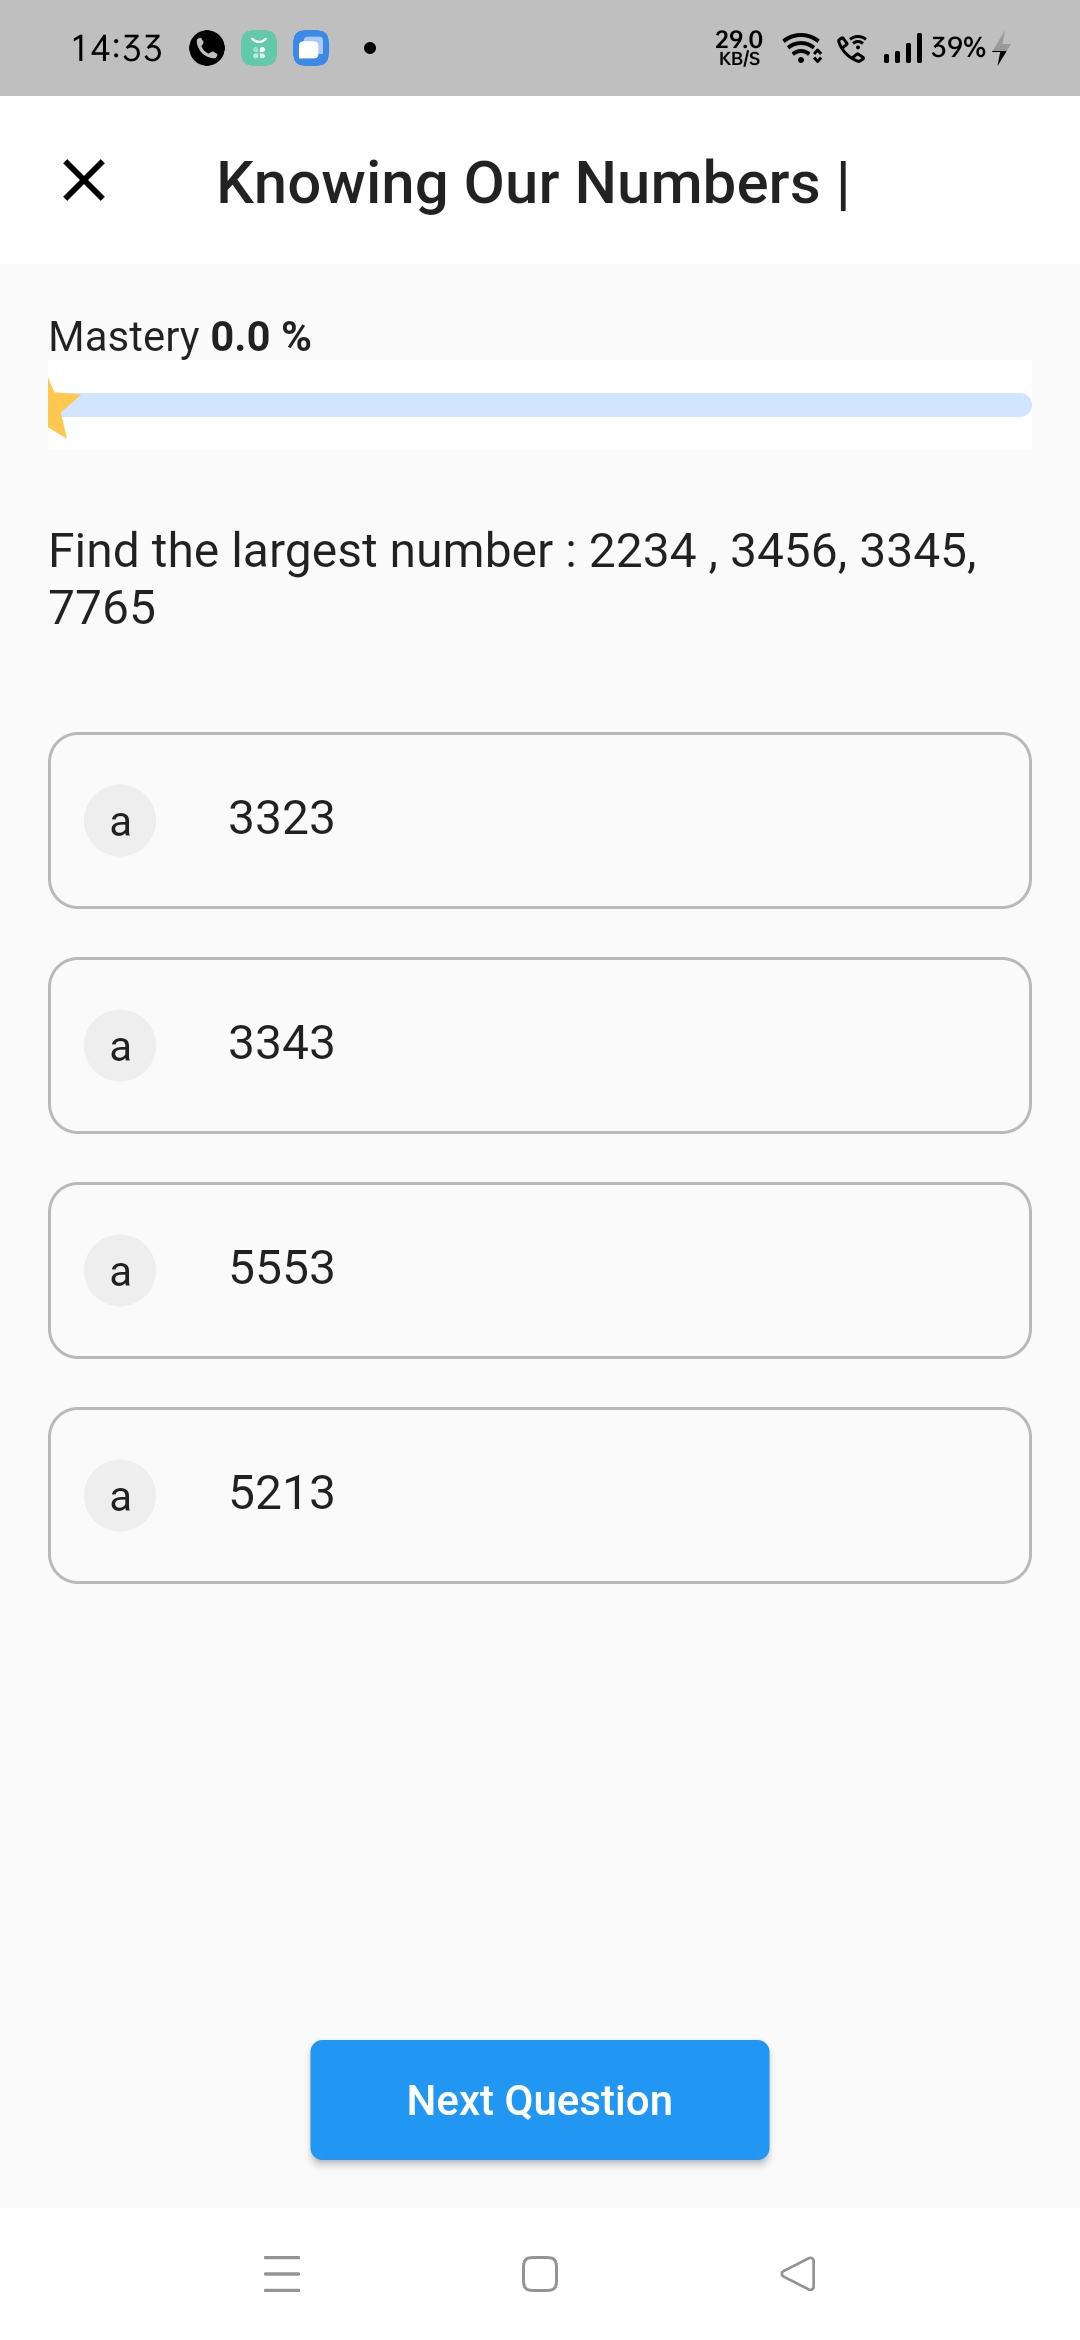 14:33
29.0
KB/S
39%
Knowing Our Numbers |
Mastery 0.0 %
Find the largest number : 2234 , 3456, 3345,
7765
a 3323
a 3343
a 5553
a 5213
Next Question